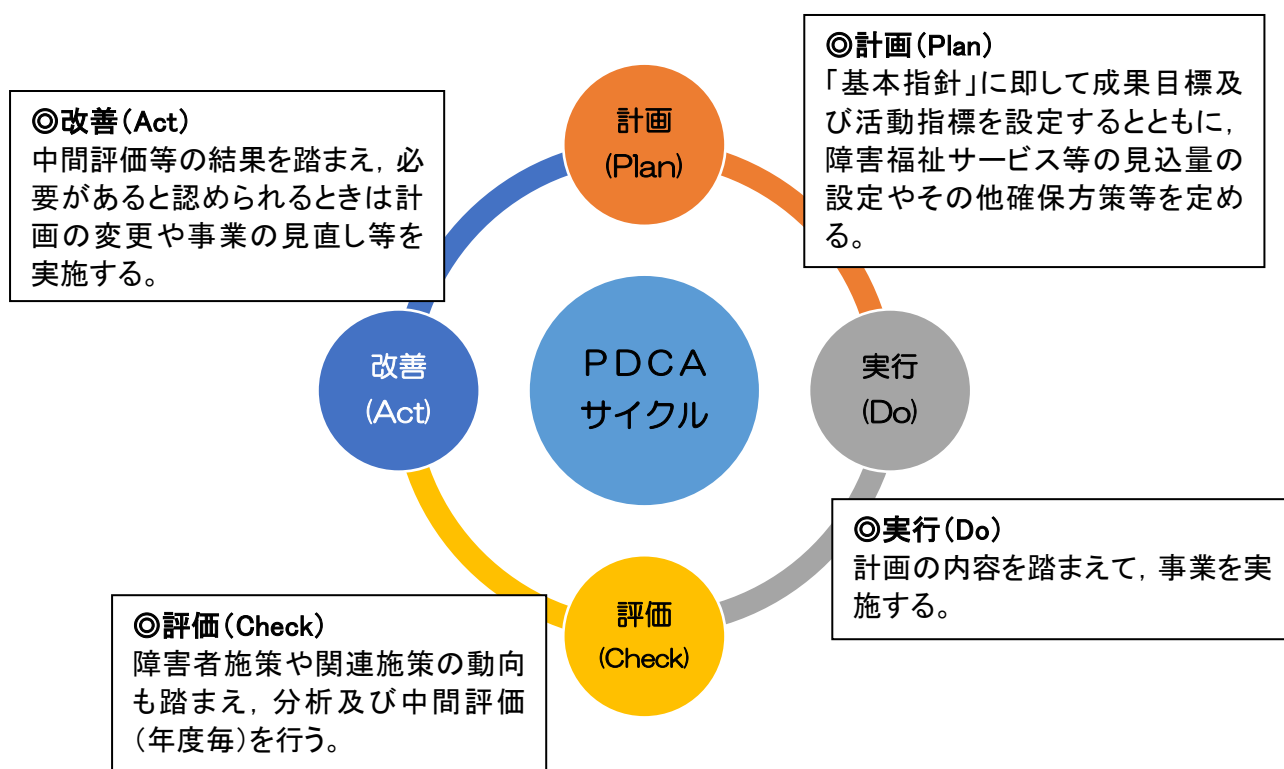 ◎計画(Plan)
「基本指針」に即して成果目標及
び活動指標を設定するとともに,
障害福祉サービス等の見込量の
設定やその他確保方策等を定め
る。
◎改善(Act)
中間評価等の結果を踏まえ,必
要があると認められるときは計
画の変更や事業の見直し等を
実施する。
計画
(Plan)
改善
(Act)
PDCA
サイクル
実行
(Do)
◎実行(Do)
計画の内容を踏まえて,事業を実
施する。
評価
(Check)
◎評価(Check)
障害者施策や関連施策の動向
も踏まえ,分析及び中間評価
(年度毎)を行う。